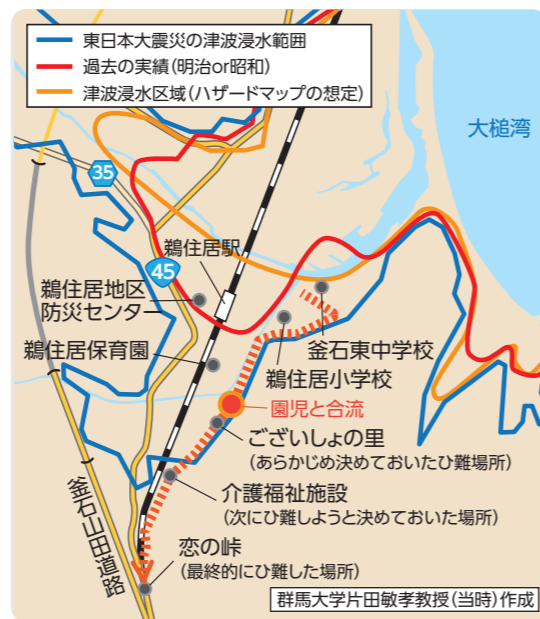 東日本大震災の津波浸水範囲
過去の実績(明治or昭和)
津波浸水区域(ハザードマップの想定)
大槌湾
35
鵜住居駅
45
鵜住居地区
防災センター
釜石東中学校
鵜住居保育園
鵜住居小学校
園児と合流
ございしょの里
(あらかじめ決めておいたひ難場所)
介護福祉施設
(次にひ難しようと決めておいた場所)
釜石山田道路
恋の峠
(最終的にひ難した場所)
群馬大学片田敏孝教授(当時)作成